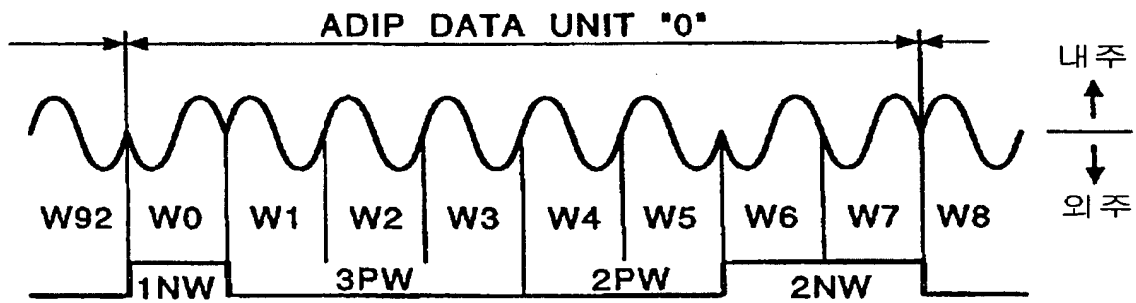 ADIP DATA UNIT "0"
내주
외주
W92 W0 W1 W2 W3 W4 W5 W6 W7 W8
1NW 3PW 2PW 2NW